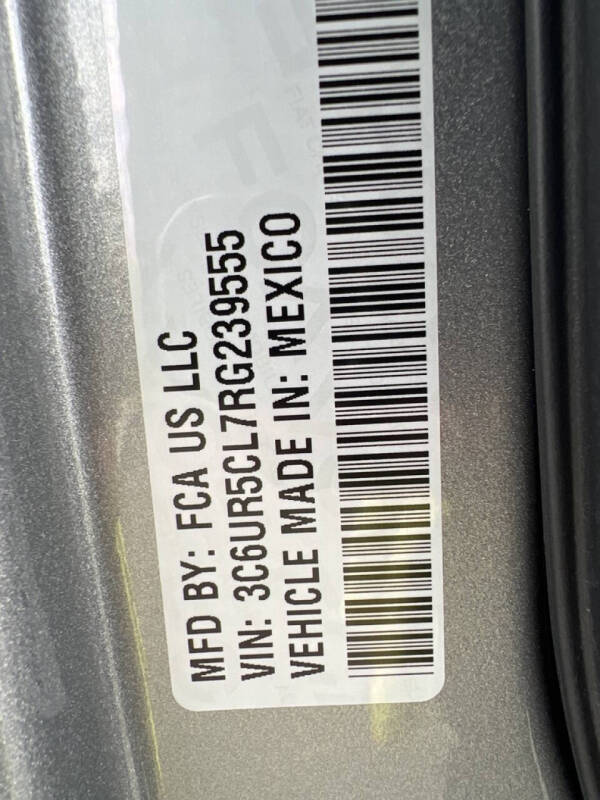 MFD BY: FCA US LLC
VIN: 3C6UR5CL7RG239555
VEHICLE MADE IN: MEXICO